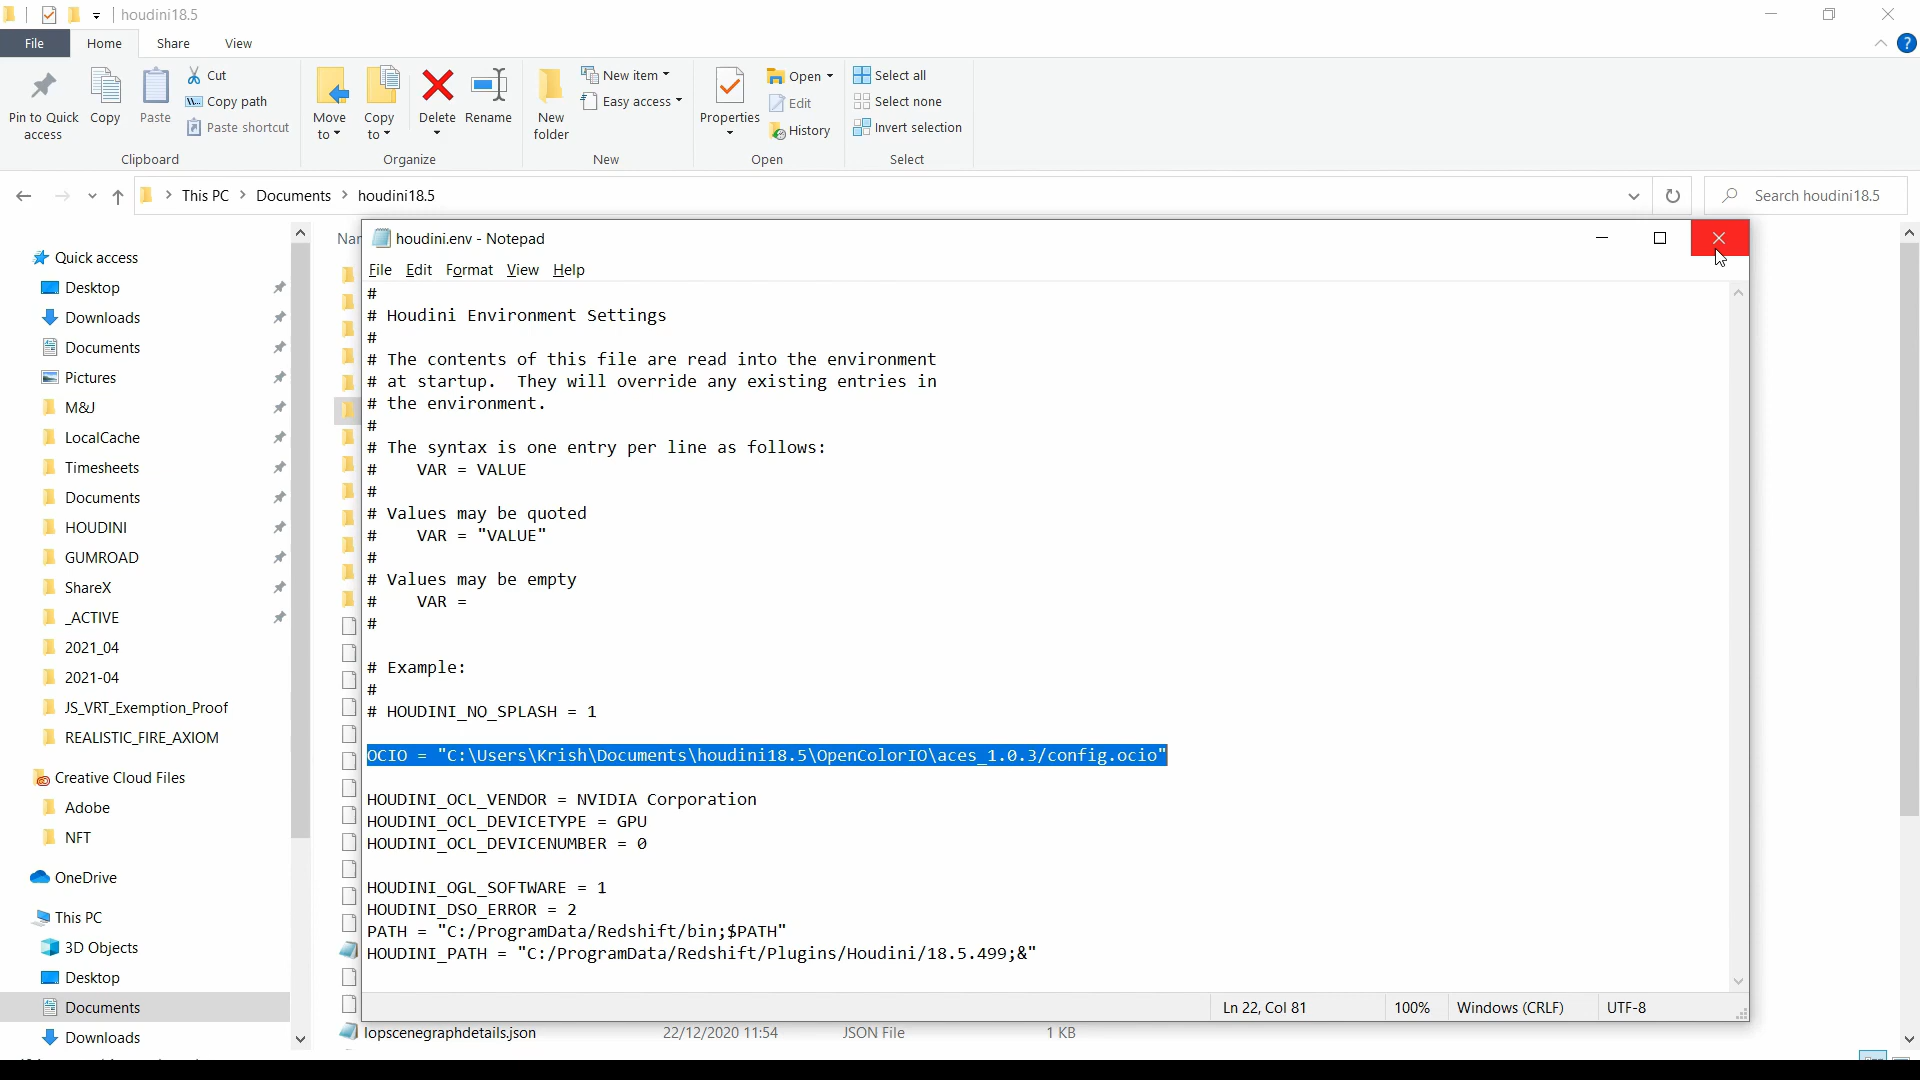 houdini18.5
File Home Share View
Pin to Quick access
Copy
Paste
Cut
Copy path
Paste shortcut
Clipboard
Move to
Copy to
Delete
Rename
Organize
New folder
New item
Easy access
New
Properties
Open
Edit
History
Open
Select all
Select none
Invert selection
Select
This PC > Documents > houdini18.5
Search houdini18.5
Quick access
Desktop
Downloads
Documents
Pictures
M&J
LocalCache
Timesheets
Documents
HOUDINI
GUMROAD
ShareX
_ACTIVE
2021_04
2021-04
JS_VRT_Exemption_Proof
REALISTIC_FIRE_AXIOM
Creative Cloud Files
Adobe
NFT
OneDrive
This PC
3D Objects
Desktop
Documents
Downloads
houdini.env - Notepad
File Edit Format View Help
#
# Houdini Environment Settings
#
# The contents of this file are read into the environment
# at startup.  They will override any existing entries in
# the environment.
#
# The syntax is one entry per line as follows:
#    VAR = VALUE
#
# Values may be quoted
#    VAR = "VALUE"
#
# Values may be empty
#    VAR =
#
# Example:
#
# HOUDINI_NO_SPLASH = 1
OCIO = "C:\Users\Krish\Documents\houdini18.5\OpenColorIO\aces_1.0.3/config.ocio"
HOUDINI_OCL_VENDOR = NVIDIA Corporation
HOUDINI_OCL_DEVICETYPE = GPU
HOUDINI_OCL_DEVICENUMBER = 0
HOUDINI_OGL_SOFTWARE = 1
HOUDINI_DSO_ERROR = 2
PATH = "C:/ProgramData/Redshift/bin;$PATH"
HOUDINI_PATH = "C:/ProgramData/Redshift/Plugins/Houdini/18.5.499;&"
Ln 22, Col 81 100% Windows (CRLF) UTF-8
lopscenegraphdetails.json 22/12/2020 11:54 JSON File 1 KB